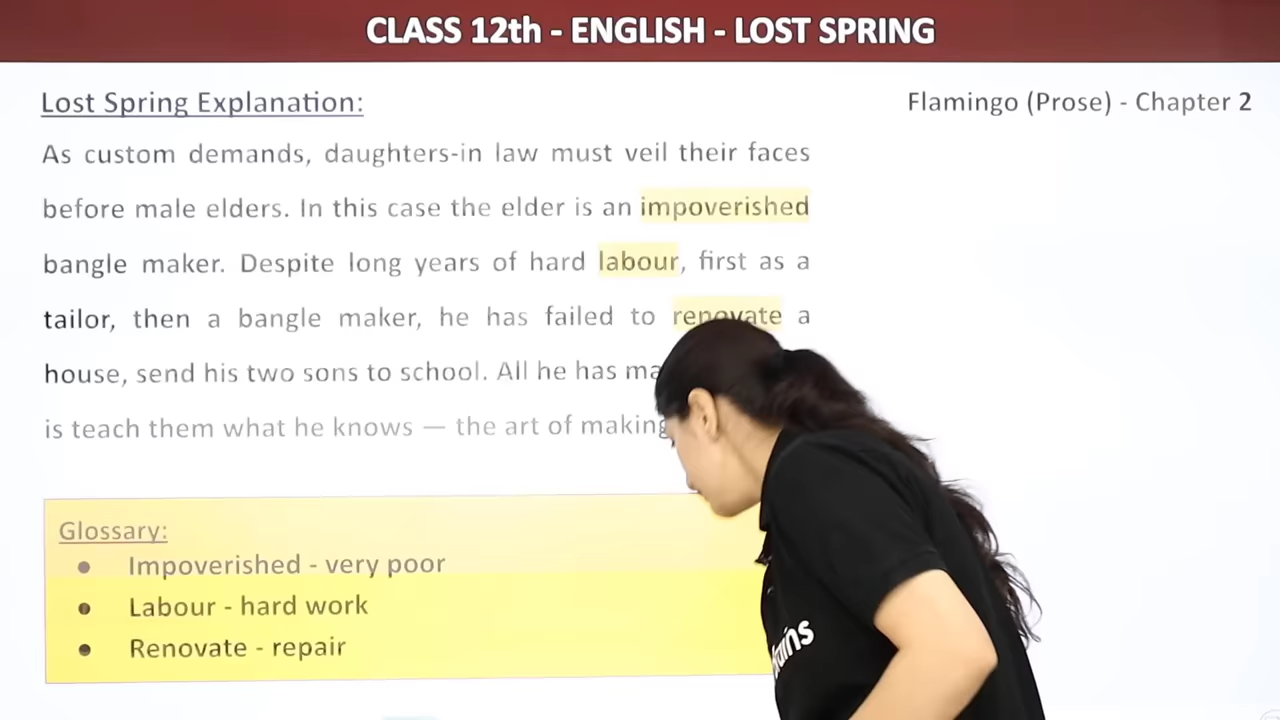 CLASS 12th - ENGLISH - LOST SPRING
Lost Spring Explanation:
Flamingo (Prose) - Chapter 2
As custom demands, daughters-in law must veil their faces
before male elders. In this case the elder is an impoverished
bangle maker. Despite long years of hard labour, first as a
tailor, then a bangle maker, he has failed to renovate a
house, send his two sons to school. All he has
is teach them what he knows — the art of making
Glossary:
● Impoverished - very poor
● Labour - hard work
● Renovate - repair